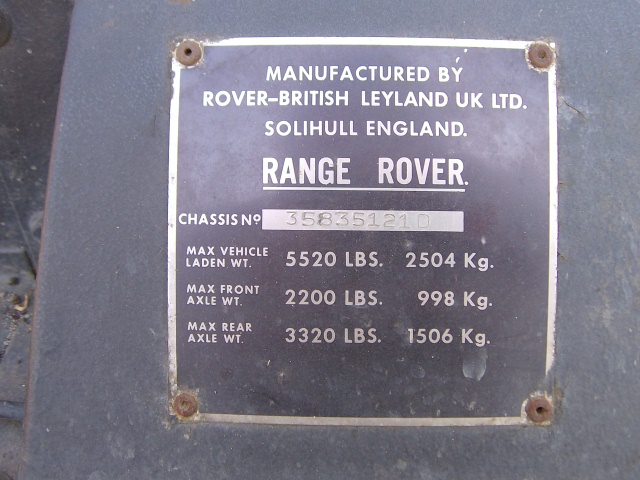 MANUFACTURED BY
ROVER–BRITISH LEYLAND UK LTD.
SOLIHULL ENGLAND.
RANGE ROVER.
CHASSIS Nº 35835121D
MAX VEHICLE LADEN WT. 5520 LBS. 2504 Kg.
MAX FRONT AXLE WT. 2200 LBS. 998 Kg.
MAX REAR AXLE WT. 3320 LBS. 1506 Kg.